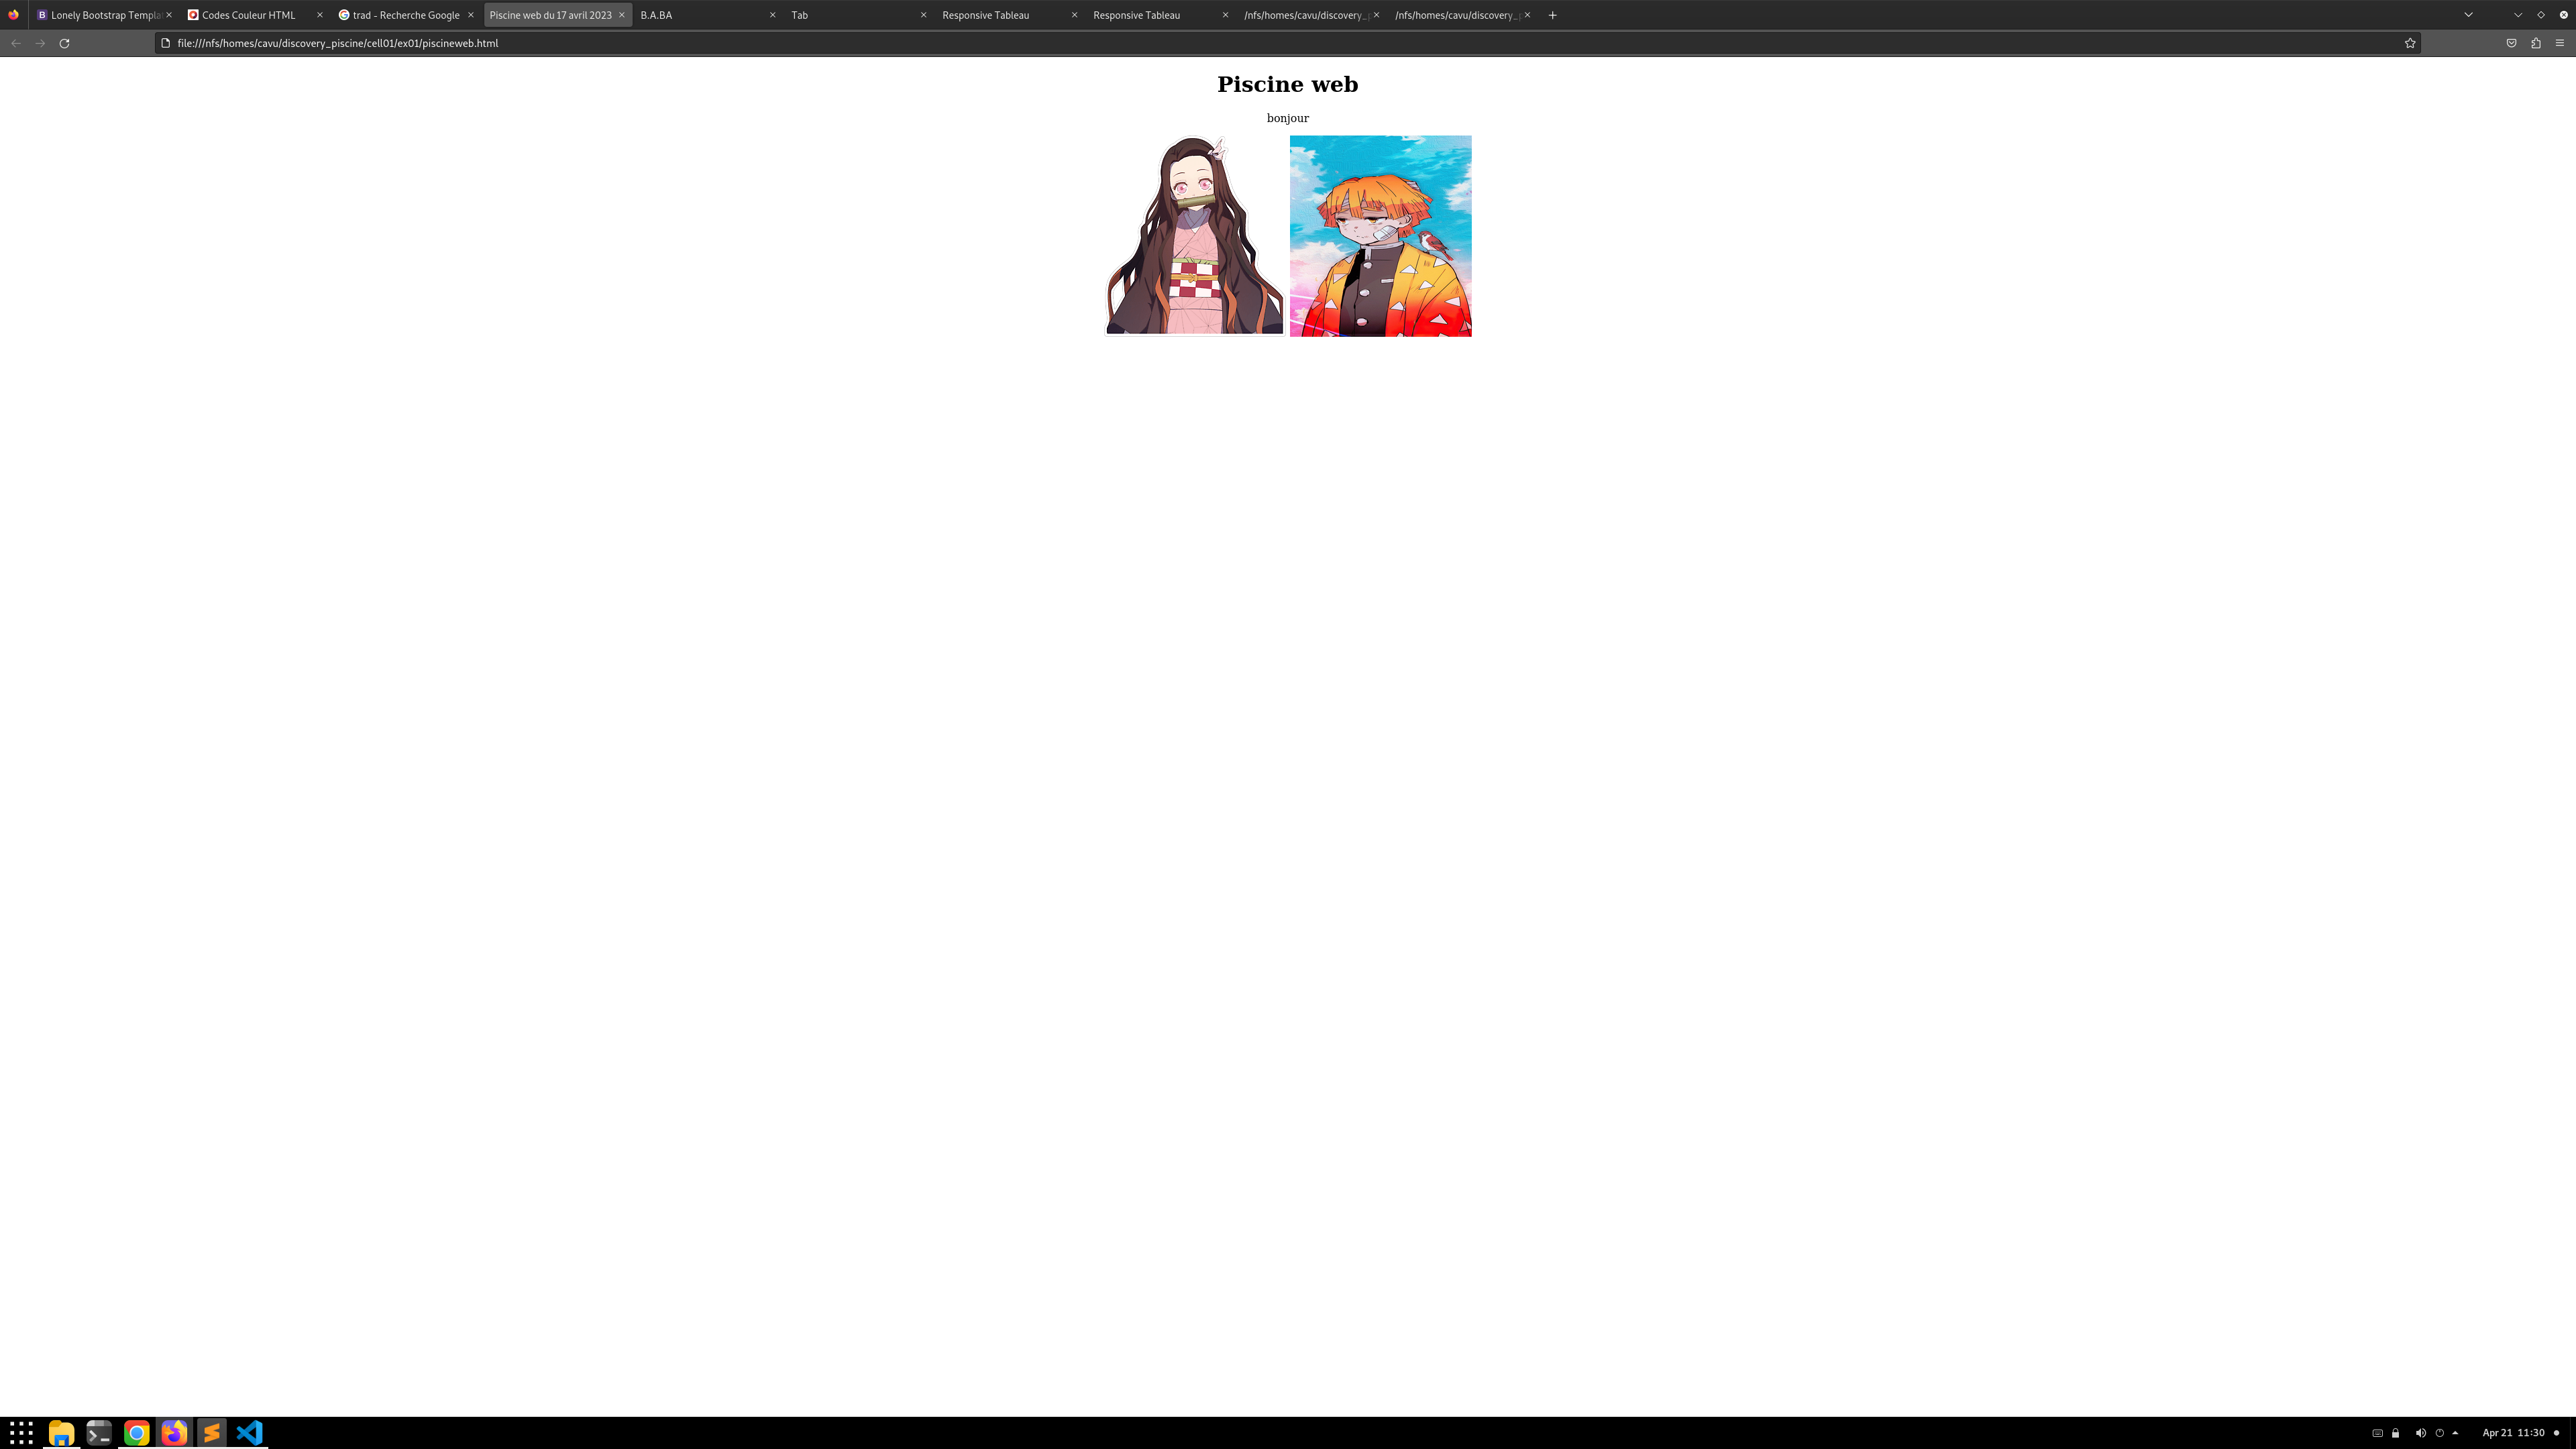 Lonely Bootstrap Templa
Codes Couleur HTML
trad - Recherche Google
Piscine web du 17 avril 2023
B.A.BA
Tab
Responsive Tableau
Responsive Tableau
/nfs/homes/cavu/discovery_p
/nfs/homes/cavu/discovery_p
file:///nfs/homes/cavu/discovery_piscine/cell01/ex01/piscineweb.html
Piscine web
bonjour
Apr 21 11:30